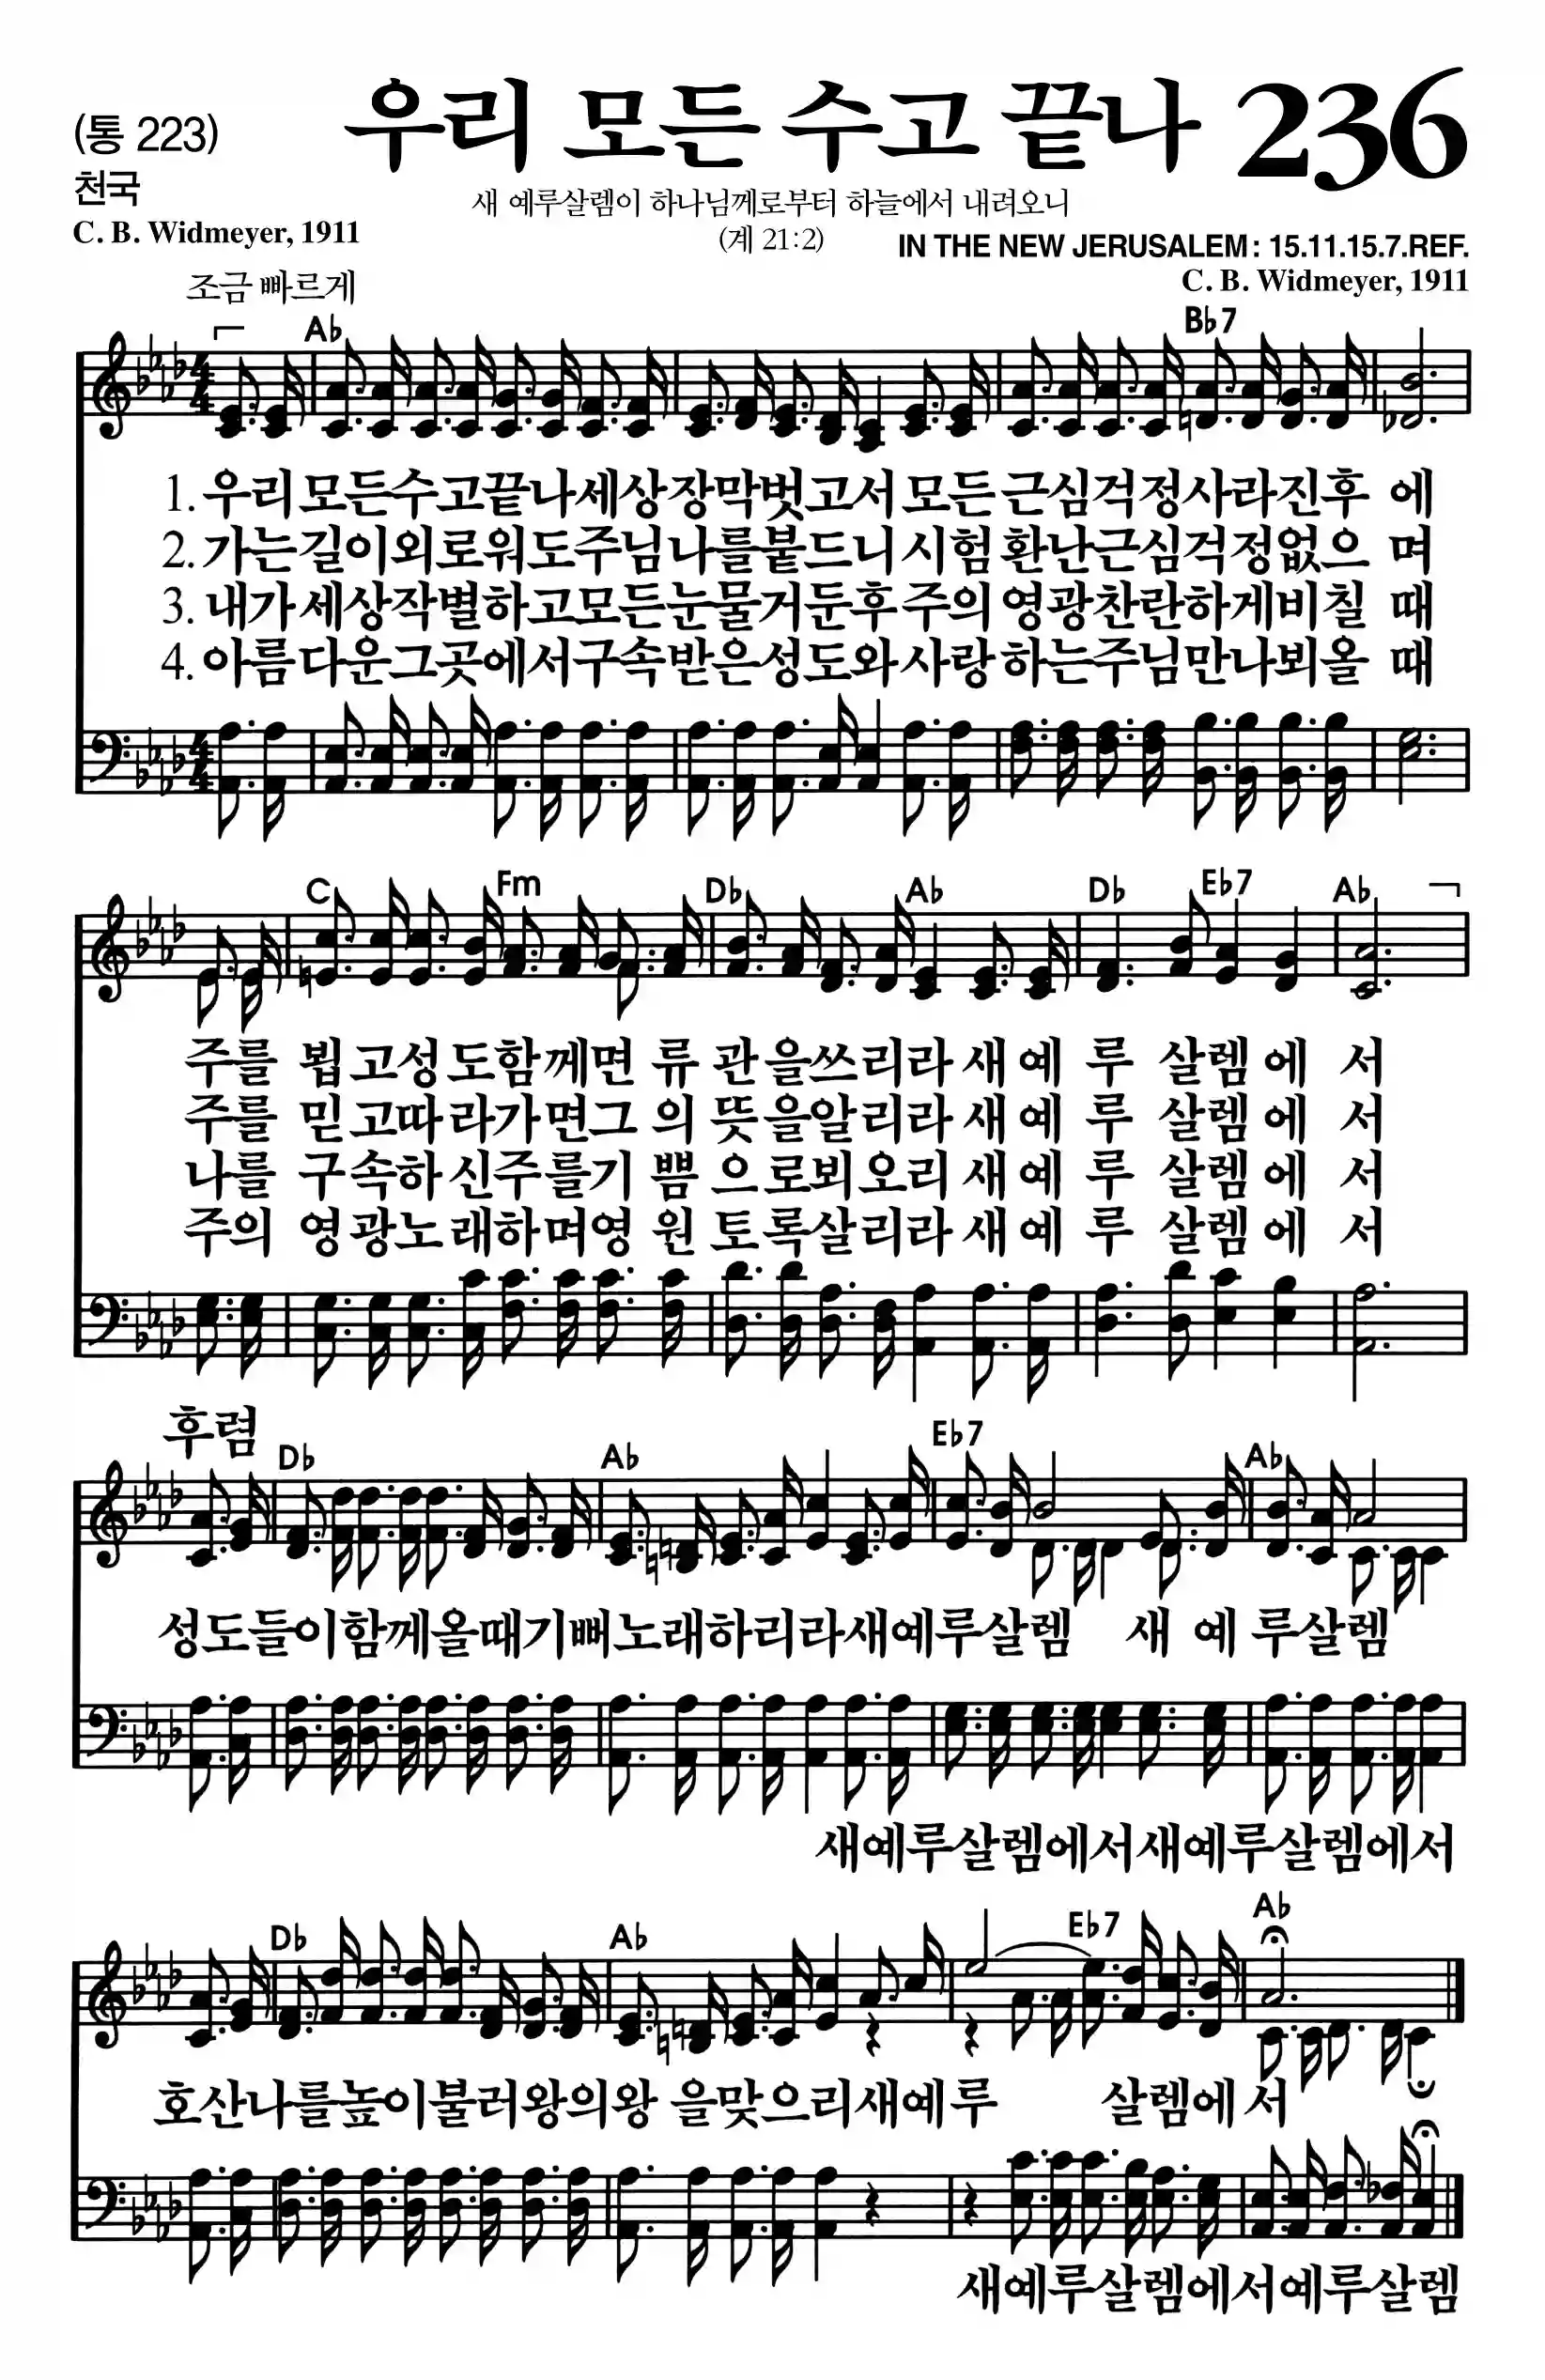 (통 223) 우리 모든 수고 끝나 236
천국
새 예루살렘이 하나님께로부터 하늘에서 내려오니
C. B. Widmeyer, 1911
(계 21:2)
IN THE NEW JERUSALEM: 15.11.15.7.REF.
조금 빠르게
C. B. Widmeyer, 1911
A♭ B♭7
1. 우리모든수고끝나세상장막벗고서모든근심걱정사라진후 에
2. 가는길이외로워도주님나를붙드니시험환난근심걱정없으 며
3. 내가세상작별하고모든눈물거둔후주의영광찬란하게비칠 때
4. 아름다운그곳에서구속받은성도와사랑하는주님만나뵈올 때
C Fm D♭ A♭ D♭ E♭7 A♭
주를 뵙고성도함께면 류 관을쓰리라 새 예 루 살렘 에 서
주를 믿고따라가면그 의 뜻을알리라 새 예 루 살렘 에 서
나를 구속하신주를기 쁨 으로뵈오리 새 예 루 살렘 에 서
주의 영광노래하며영 원 토록살리라 새 예 루 살렘 에 서
후렴
D♭ A♭ E♭7 A♭
성도들이함께올때기뻐노래하리라새예루살렘 새 예 루살렘
새예루살렘에서새예루살렘에서
D♭ A♭ E♭7 A♭
호산나를높이불러왕의왕 을맞으리새예루 살렘에서
새예루살렘에서예루살렘